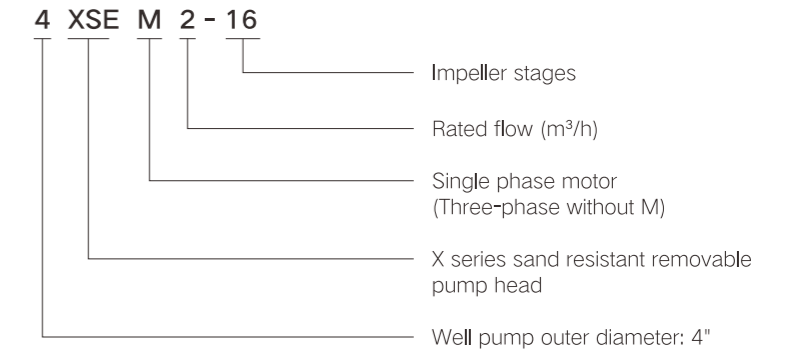 4 XSE M 2 - 16
Impeller stages
Rated flow (m³/h)
Single phase motor
(Three-phase without M)
X series sand resistant removable
pump head
Well pump outer diameter: 4"